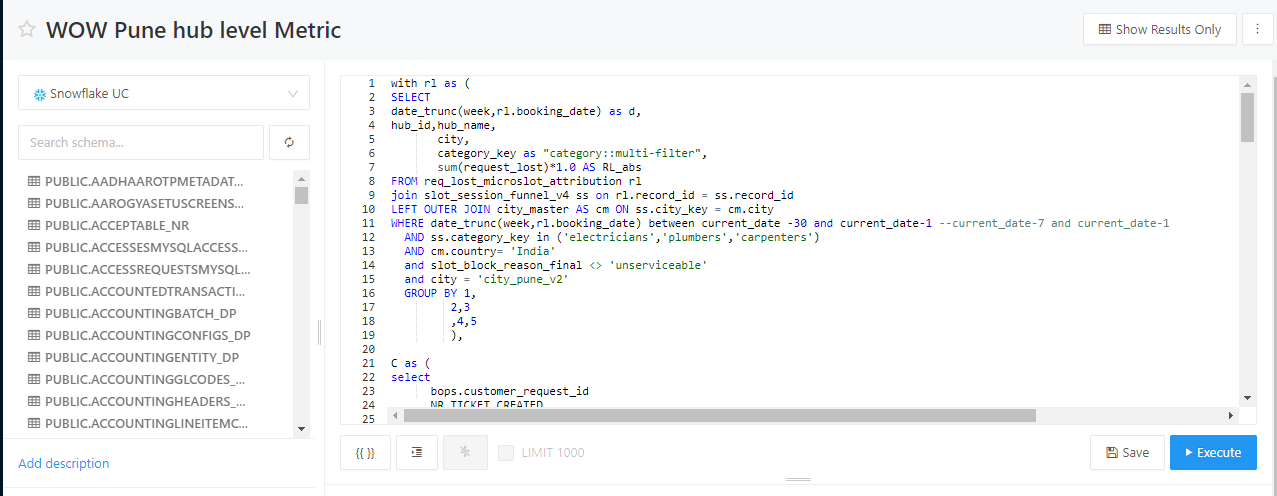 WOW Pune hub level Metric
Show Results Only
Snowflake UC
Search schema...
PUBLIC.AADHAAROTPMETADAT...
PUBLIC.AAROGYASETUSCREENS...
PUBLIC.ACCEPTABLE_NR
PUBLIC.ACCESSESMYSQLACCESS...
PUBLIC.ACCESSREQUESTSMYSQL...
PUBLIC.ACCOUNTEDTRANSACTI...
PUBLIC.ACCOUNTINGBATCH_DP
PUBLIC.ACCOUNTINGCONFIGS_DP
PUBLIC.ACCOUNTINGENTITY_DP
PUBLIC.ACCOUNTINGGLCODES_...
PUBLIC.ACCOUNTINGHEADERS_...
PUBLIC.ACCOUNTINGLINEITEMC...
Add description
1 with rl as (
2 SELECT
3 date_trunc(week,rl.booking_date) as d,
4 hub_id,hub_name,
5 city,
6 category_key as "category::multi-filter",
7 sum(request_lost)*1.0 AS RL_abs
8 FROM req_lost_microslot_attribution rl
9 join slot_session_funnel_v4 ss on rl.record_id = ss.record_id
10 LEFT OUTER JOIN city_master AS cm ON ss.city_key = cm.city
11 WHERE date_trunc(week,rl.booking_date) between current_date -30 and current_date-1 --current_date-7 and current_date-1
12 AND ss.category_key in ('electricians','plumbers','carpenters')
13 AND cm.country= 'India'
14 and slot_block_reason_final <> 'unserviceable'
15 and city = 'city_pune_v2'
16 GROUP BY 1,
17 2,3
18 ,4,5
19 ),
20
21 C as (
22 select
23 bops.customer_request_id
24 NR_TICKET_CREATED
25
{{ }}
LIMIT 1000
Save
Execute